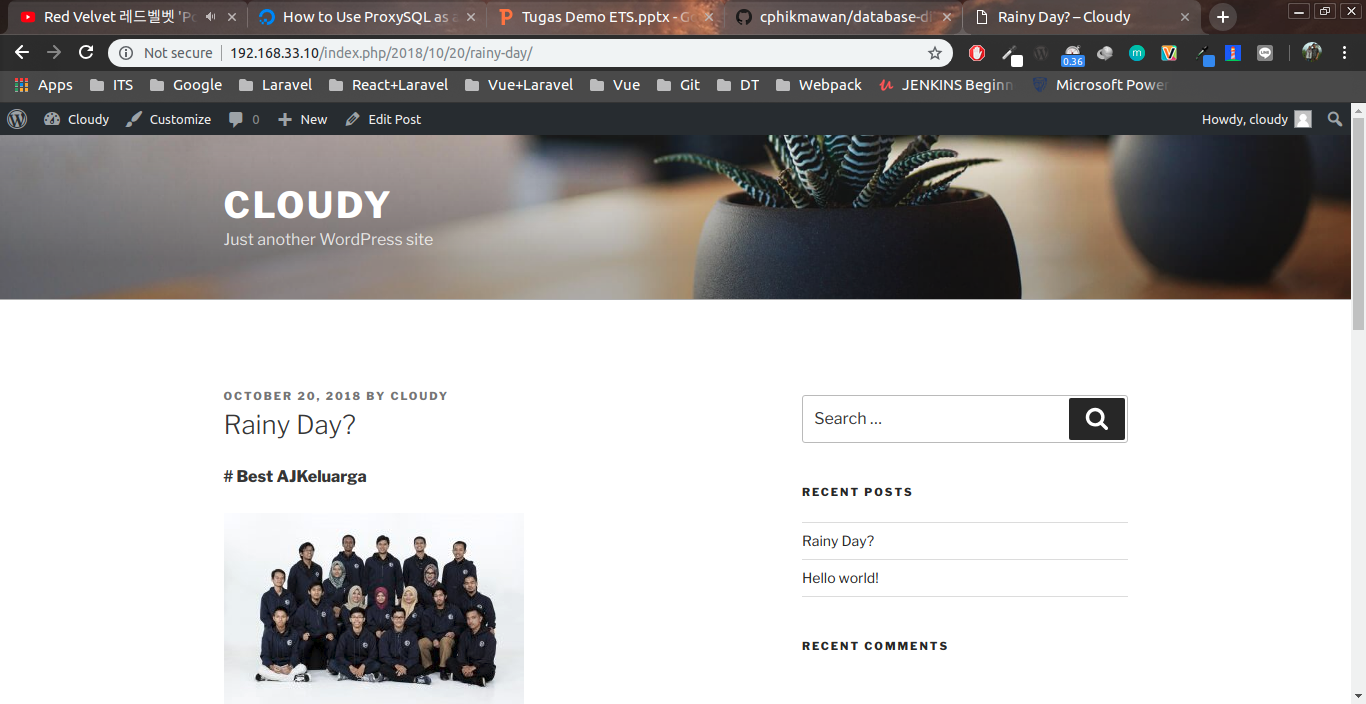 Red Velvet 레드벨벳
How to Use ProxySQL as
Tugas Demo ETS.pptx - G
cphikmawan/database-d
Rainy Day? – Cloudy
Not secure
192.168.33.10/index.php/2018/10/20/rainy-day/
0.36
Apps
ITS
Google
Laravel
React+Laravel
Vue+Laravel
Vue
Git
DT
Webpack
JENKINS Beginn
Microsoft Power
Cloudy
Customize
0
New
Edit Post
Howdy, cloudy
CLOUDY
Just another WordPress site
OCTOBER 20, 2018 BY CLOUDY
Rainy Day?
# Best AJKeluarga
Search …
RECENT POSTS
Rainy Day?
Hello world!
RECENT COMMENTS